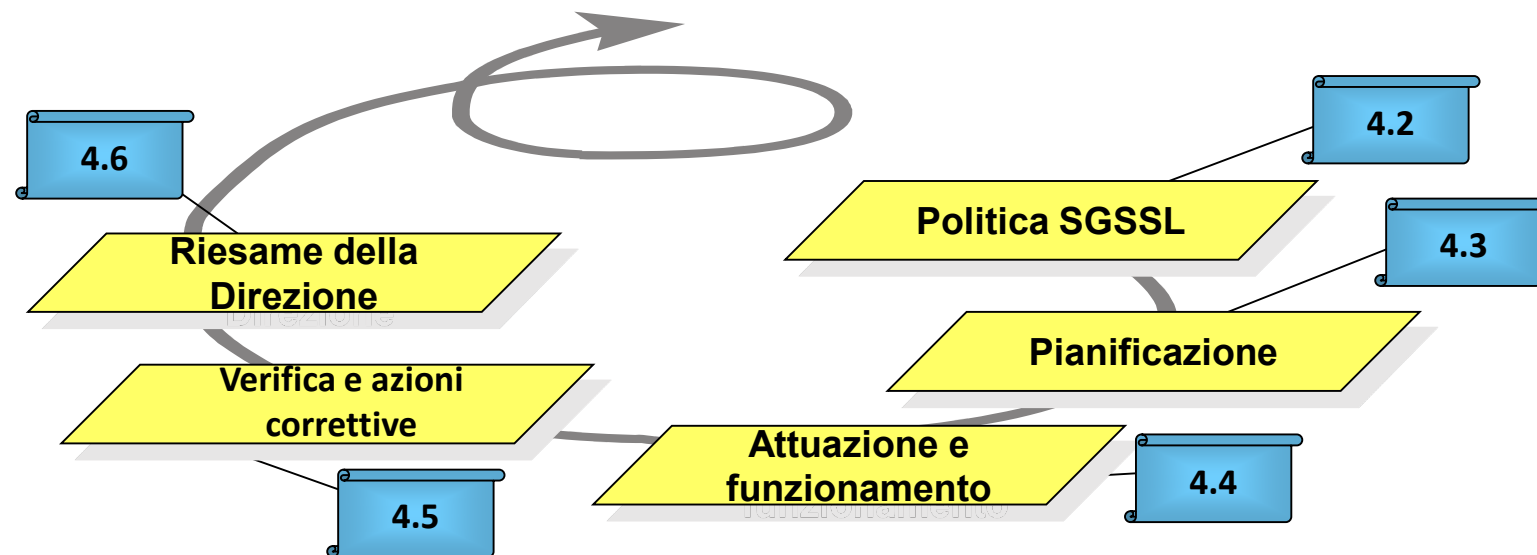 4.2
Politica SGSSL
4.3
Pianificazione
4.4
Attuazione e
funzionamento
4.5
Verifica e azioni
correttive
4.6
Riesame della
Direzione